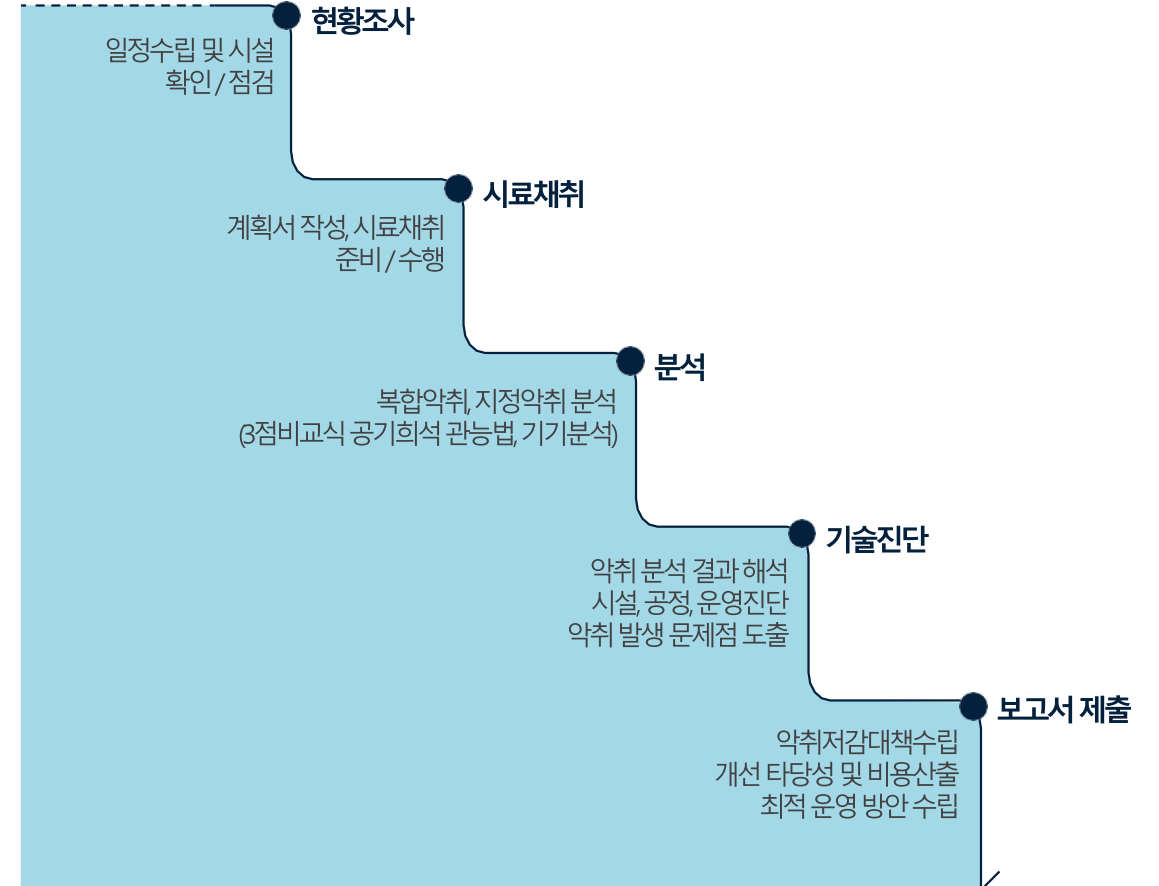 현황조사
일정수립 및 시설
확인 / 점검
시료채취
계획서 작성, 시료채취
준비 / 수행
분석
복합악취, 지정악취 분석
(3점비교식 공기희석 관능법, 기기분석)
기술진단
악취 분석 결과 해석
시설, 공정, 운영진단
악취 발생 문제점 도출
보고서 제출
악취저감대책수립
개선 타당성 및 비용산출
최적 운영 방안 수립